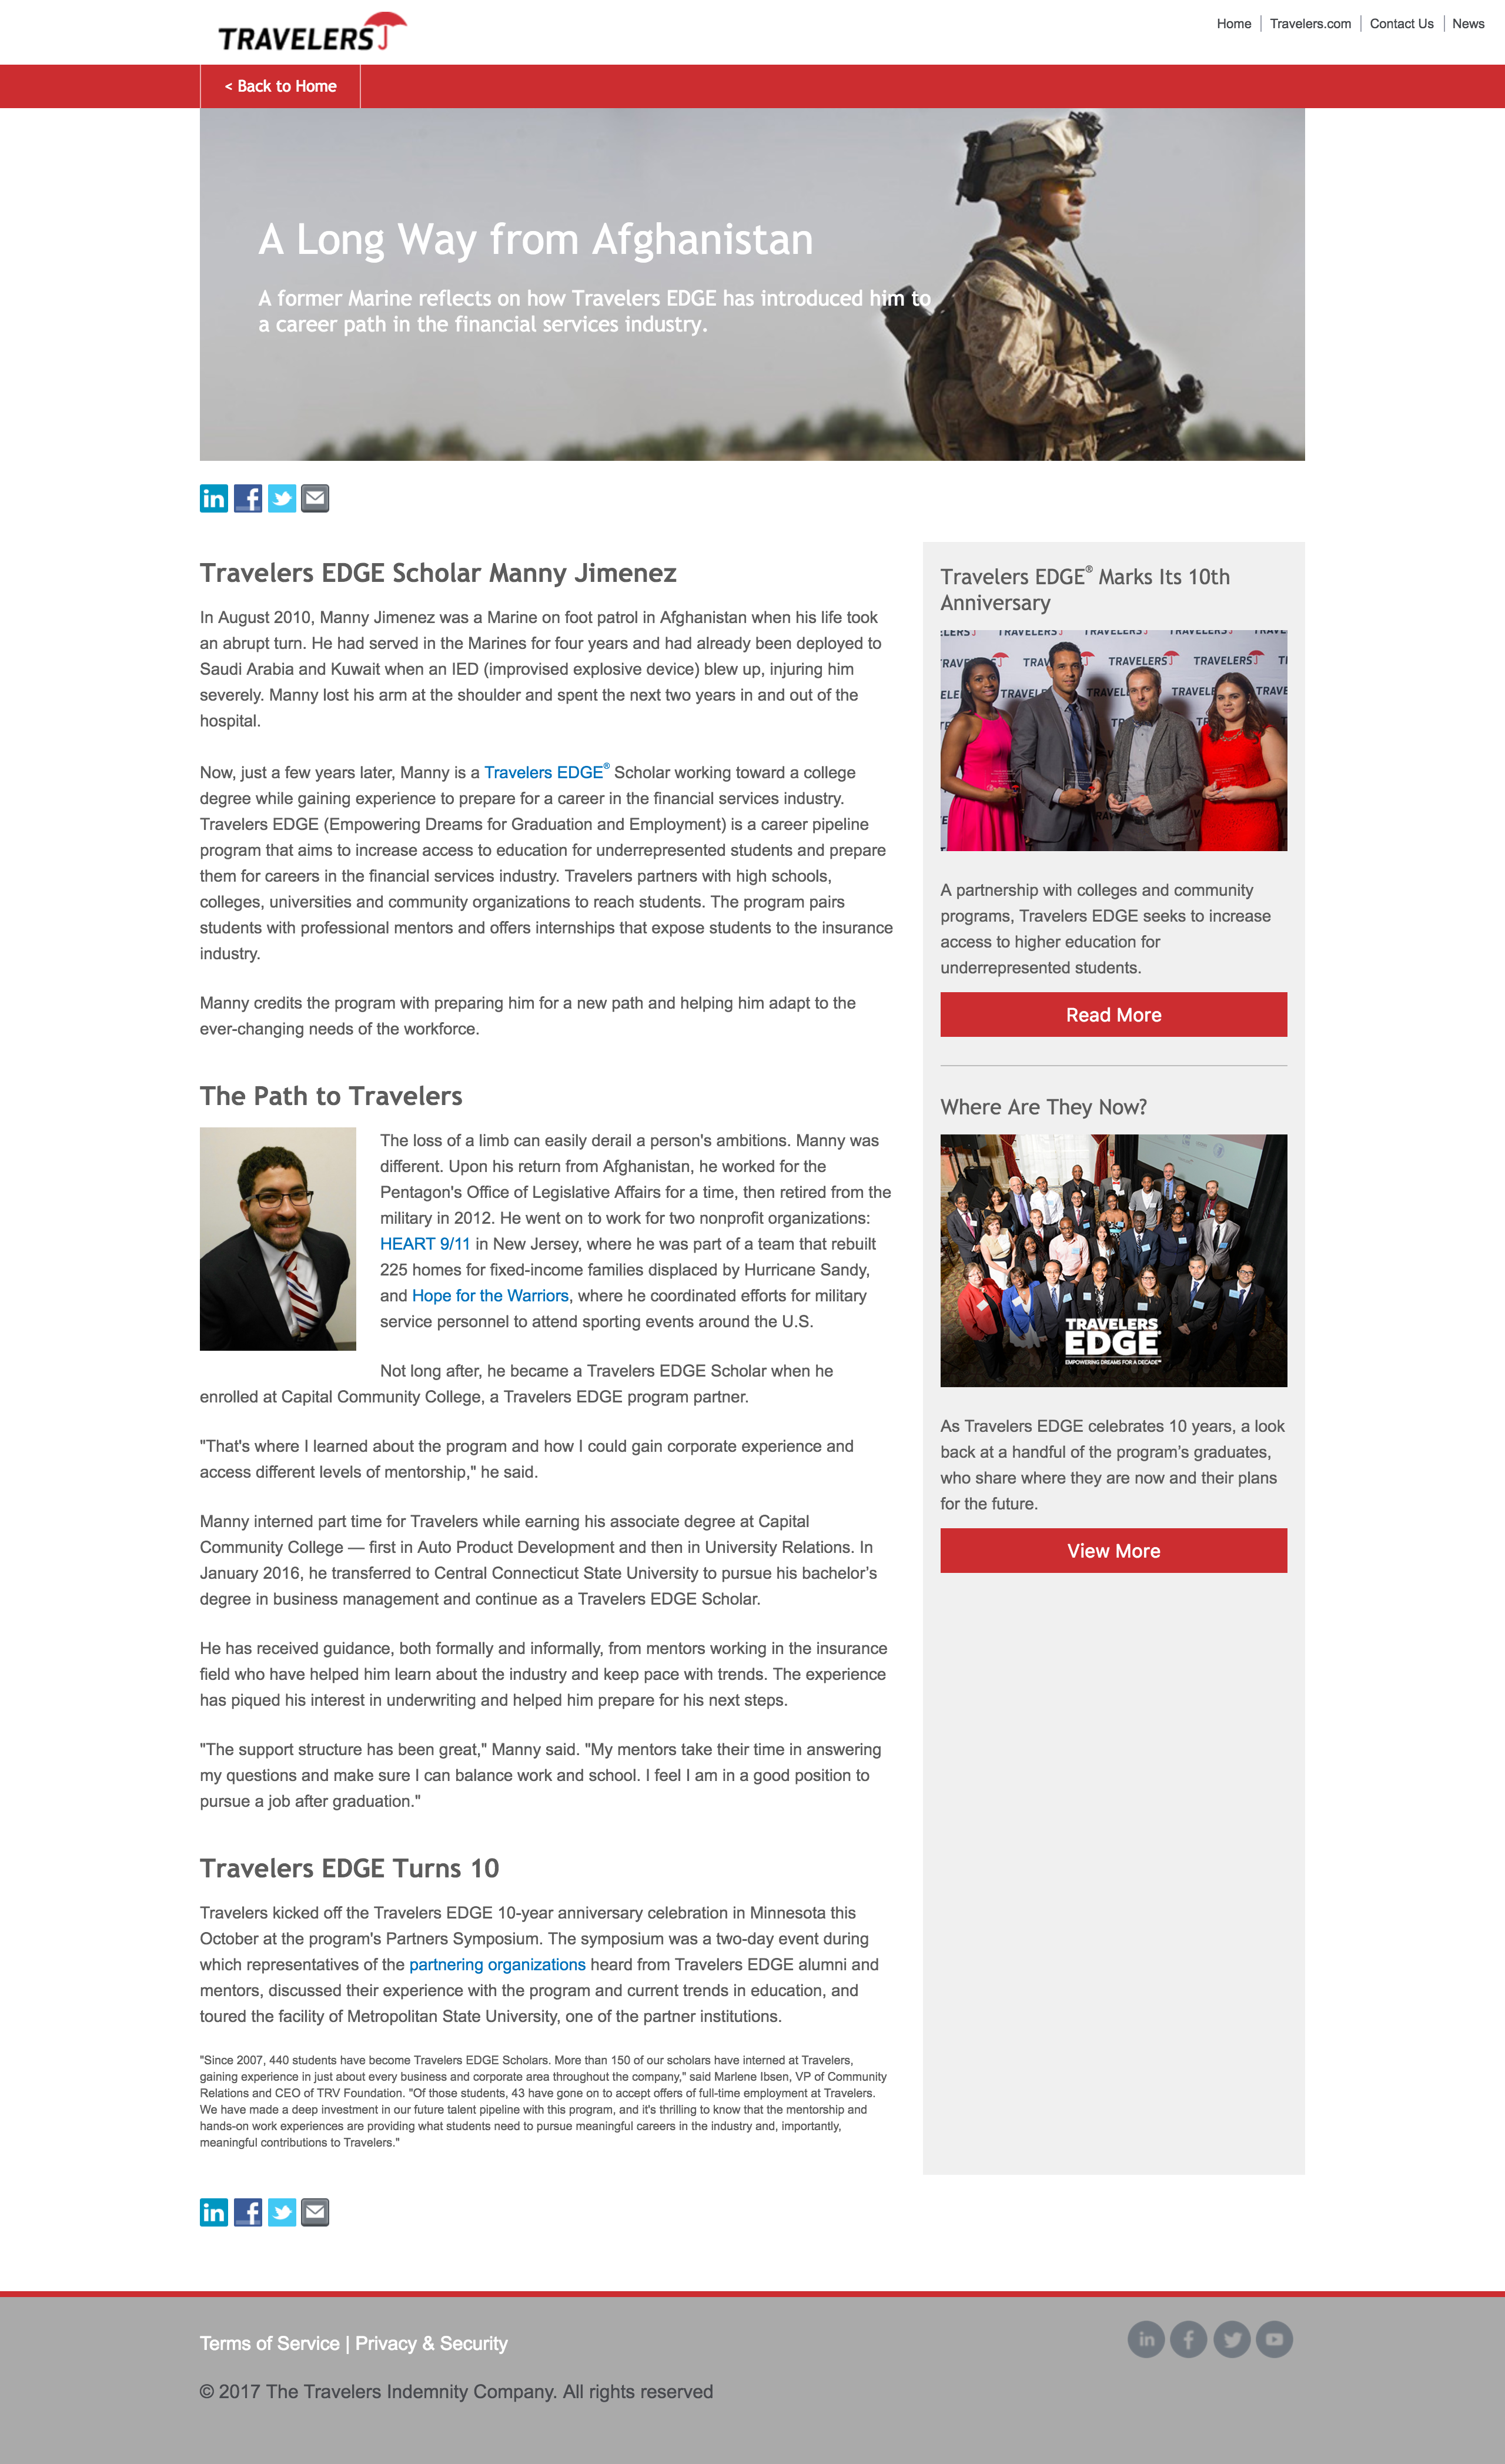 TRAVELERS
Home | Travelers.com | Contact Us | News
< Back to Home
A Long Way from Afghanistan
A former Marine reflects on how Travelers EDGE has introduced him to
a career path in the financial services industry.
Travelers EDGE Scholar Manny Jimenez
In August 2010, Manny Jimenez was a Marine on foot patrol in Afghanistan when his life took
an abrupt turn. He had served in the Marines for four years and had already been deployed to
Saudi Arabia and Kuwait when an IED (improvised explosive device) blew up, injuring him
severely. Manny lost his arm at the shoulder and spent the next two years in and out of the
hospital.
Now, just a few years later, Manny is a Travelers EDGE® Scholar working toward a college
degree while gaining experience to prepare for a career in the financial services industry.
Travelers EDGE (Empowering Dreams for Graduation and Employment) is a career pipeline
program that aims to increase access to education for underrepresented students and prepare
them for careers in the financial services industry. Travelers partners with high schools,
colleges, universities and community organizations to reach students. The program pairs
students with professional mentors and offers internships that expose students to the insurance
industry.
Manny credits the program with preparing him for a new path and helping him adapt to the
ever-changing needs of the workforce.
The Path to Travelers
The loss of a limb can easily derail a person's ambitions. Manny was
different. Upon his return from Afghanistan, he worked for the
Pentagon's Office of Legislative Affairs for a time, then retired from the
military in 2012. He went on to work for two nonprofit organizations:
HEART 9/11 in New Jersey, where he was part of a team that rebuilt
225 homes for fixed-income families displaced by Hurricane Sandy,
and Hope for the Warriors, where he coordinated efforts for military
service personnel to attend sporting events around the U.S.
Not long after, he became a Travelers EDGE Scholar when he
enrolled at Capital Community College, a Travelers EDGE program partner.
"That's where I learned about the program and how I could gain corporate experience and
access different levels of mentorship," he said.
Manny interned part time for Travelers while earning his associate degree at Capital
Community College — first in Auto Product Development and then in University Relations. In
January 2016, he transferred to Central Connecticut State University to pursue his bachelor’s
degree in business management and continue as a Travelers EDGE Scholar.
He has received guidance, both formally and informally, from mentors working in the insurance
field who have helped him learn about the industry and keep pace with trends. The experience
has piqued his interest in underwriting and helped him prepare for his next steps.
"The support structure has been great," Manny said. "My mentors take their time in answering
my questions and make sure I can balance work and school. I feel I am in a good position to
pursue a job after graduation."
Travelers EDGE Turns 10
Travelers kicked off the Travelers EDGE 10-year anniversary celebration in Minnesota this
October at the program's Partners Symposium. The symposium was a two-day event during
which representatives of the partnering organizations heard from Travelers EDGE alumni and
mentors, discussed their experience with the program and current trends in education, and
toured the facility of Metropolitan State University, one of the partner institutions.
"Since 2007, 440 students have become Travelers EDGE Scholars. More than 150 of our scholars have interned at Travelers,
gaining experience in just about every business and corporate area throughout the company," said Marlene Ibsen, VP of Community
Relations and CEO of TRV Foundation. "Of those students, 43 have gone on to accept offers of full-time employment at Travelers.
We have made a deep investment in our future talent pipeline with this program, and it's thrilling to know that the mentorship and
hands-on work experiences are providing what students need to pursue meaningful careers in the industry and, importantly,
meaningful contributions to Travelers."
Travelers EDGE® Marks Its 10th
Anniversary
TRAVELERS
A partnership with colleges and community
programs, Travelers EDGE seeks to increase
access to higher education for
underrepresented students.
Read More
Where Are They Now?
TRAVELERS
EDGE
EMPOWERING DREAMS FOR A DECADE
As Travelers EDGE celebrates 10 years, a look
back at a handful of the program’s graduates,
who share where they are now and their plans
for the future.
View More
Terms of Service | Privacy & Security
© 2017 The Travelers Indemnity Company. All rights reserved